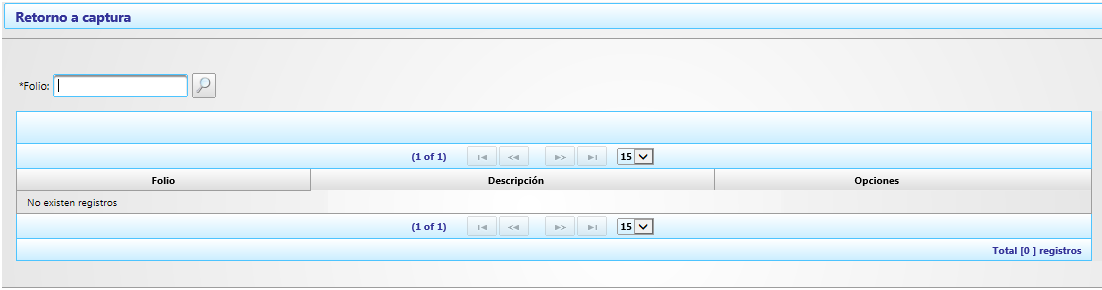 Retorno a captura
*Folio:
(1 of 1) 15
Folio Descripción Opciones
No existen registros
(1 of 1) 15
Total [0 ] registros